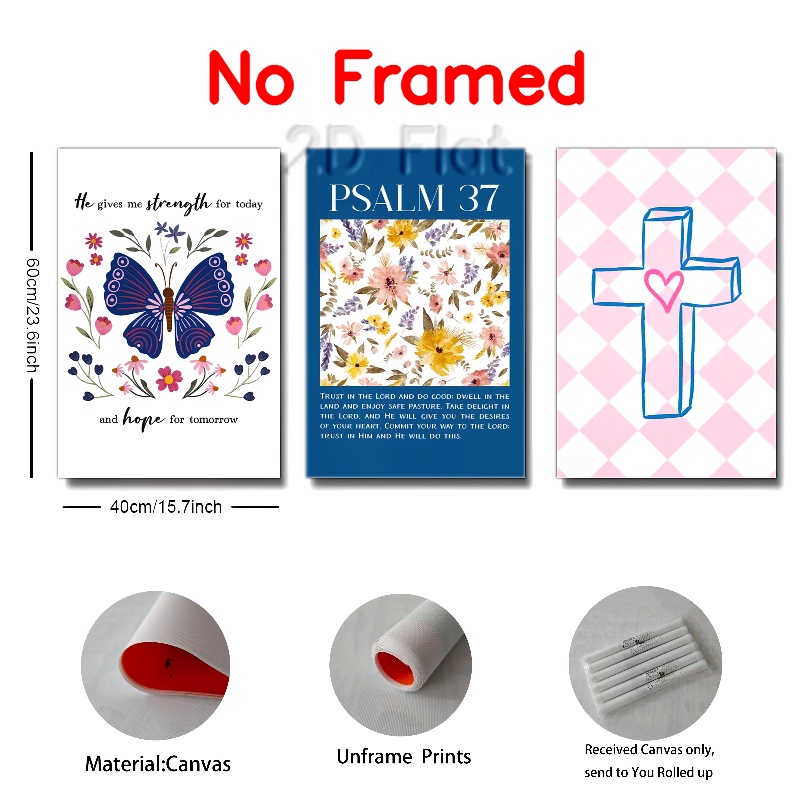 No Framed
2D Flat
He gives me strength for today
and hope for tomorrow
PSALM 37
Trust in the Lord and do good; dwell in the
land and enjoy safe pasture. Take delight in
the Lord, and He will give you the desires
of your heart. Commit your way to the Lord;
trust in Him and He will do this.
60cm/23.6inch
40cm/15.7inch
Material:Canvas
Unframe Prints
Received Canvas only,
send to You Rolled up